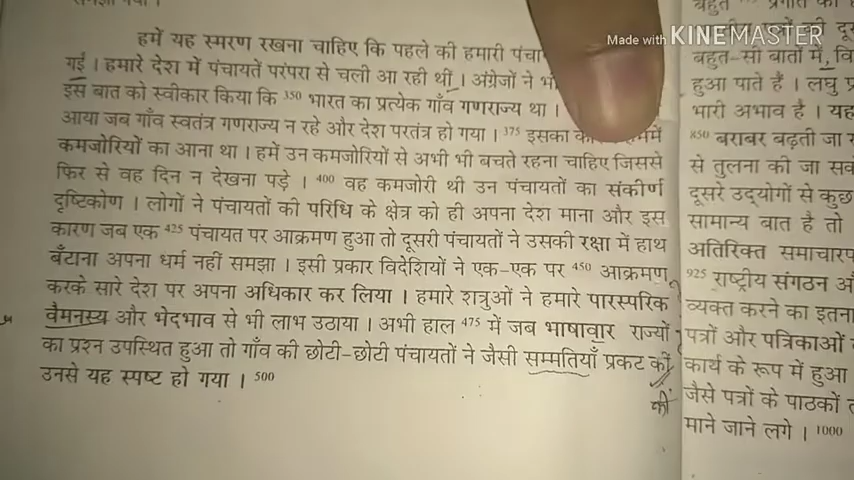 हमें यह स्मरण रखना चाहिए कि पहले की हमारी पंचा
गईं । हमारे देश में पंचायतें परंपरा से चली आ रही थीं । अंग्रेजों ने भी
इस बात को स्वीकार किया कि 350 भारत का प्रत्येक गाँव गणराज्य था ।
आया जब गाँव स्वतंत्र गणराज्य न रहे और देश परतंत्र हो गया । 375 इसका
कमजोरियों का आना था । हमें उन कमजोरियों से अभी भी बचते रहना चाहिए जिससे
फिर से वह दिन न देखना पड़े । 400 वह कमजोरी थी उन पंचायतों का संकीर्ण
दृष्टिकोण । लोगों ने पंचायतों की परिधि के क्षेत्र को ही अपना देश माना और इस
कारण जब एक 425 पंचायत पर आक्रमण हुआ तो दूसरी पंचायतों ने उसकी रक्षा में हाथ
बँटाना अपना धर्म नहीं समझा । इसी प्रकार विदेशियों ने एक-एक पर 450 आक्रमण
करके सारे देश पर अपना अधिकार कर लिया । हमारे शत्रुओं ने हमारे पारस्परिक
वैमनस्य और भेदभाव से भी लाभ उठाया । अभी हाल 475 में जब भाषावार राज्यों
का प्रश्न उपस्थित हुआ तो गाँव की छोटी-छोटी पंचायतों ने जैसी सम्मतियाँ प्रकट कीं
उनसे यह स्पष्ट हो गया । 500
कीं
Made with KINEMASTER
बहुत
बहुत-सी बातों में, वि
हुआ पाते हैं । लघु प्र
भारी अभाव है । यह
850 बराबर बढ़ती जा
से तुलना की जा सक
दूसरे उद्योगों से कुछ
सामान्य बात है तो
अतिरिक्त समाचारप
925 राष्ट्रीय संगठन औ
व्यक्त करने का इतना
पत्रों और पत्रिकाओं
कार्य के रूप में हुआ
जैसे पत्रों के पाठकों
माने जाने लगे । 1000